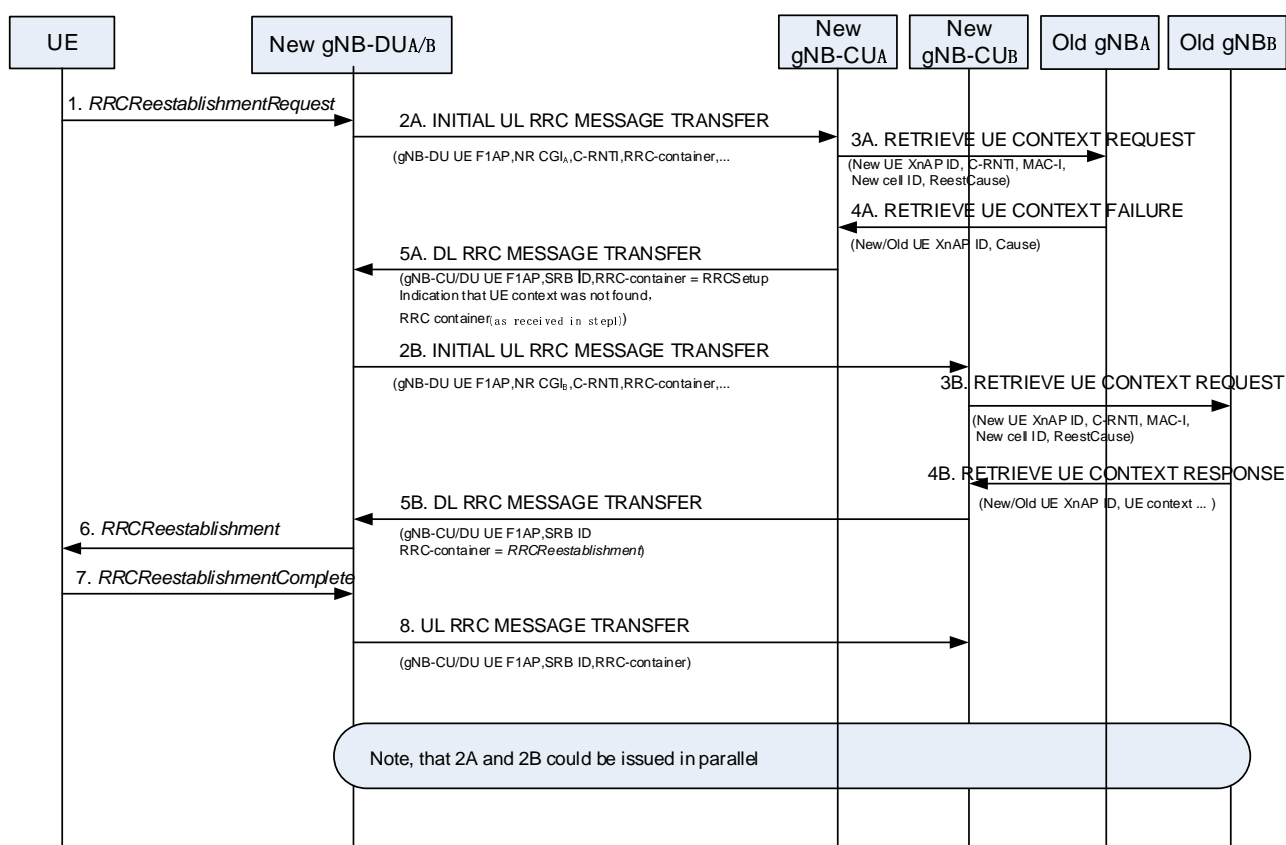 UE
New gNB-DUA/B
New
gNB-CUA
New
gNB-CUB
Old gNBA
Old gNBB
1. RRCReestablishmentRequest
2A. INITIAL UL RRC MESSAGE TRANSFER
(gNB-DU UE F1AP,NR CGIA,C-RNTI,RRC-container,...
3A. RETRIEVE UE CONTEXT REQUEST
(New UE XnAP ID, C-RNTI, MAC-I,
New cell ID, ReestCause)
4A. RETRIEVE UE CONTEXT FAILURE
(New/Old UE XnAP ID, Cause)
5A. DL RRC MESSAGE TRANSFER
(gNB-CU/DU UE F1AP,SRB ID,RRC-container = RRCSetup
Indication that UE context was not found,
RRC container(as received in step1))
2B. INITIAL UL RRC MESSAGE TRANSFER
(gNB-DU UE F1AP,NR CGIB,C-RNTI,RRC-container,...
3B. RETRIEVE UE CONTEXT REQUEST
(New UE XnAP ID, C-RNTI, MAC-I,
New cell ID, ReestCause)
4B. RETRIEVE UE CONTEXT RESPONSE
(New/Old UE XnAP ID, UE context ... )
5B. DL RRC MESSAGE TRANSFER
(gNB-CU/DU UE F1AP,SRB ID
RRC-container = RRCReestablishment)
6. RRCReestablishment
7. RRCReestablishmentComplete
8. UL RRC MESSAGE TRANSFER
(gNB-CU/DU UE F1AP,SRB ID,RRC-container)
Note, that 2A and 2B could be issued in parallel